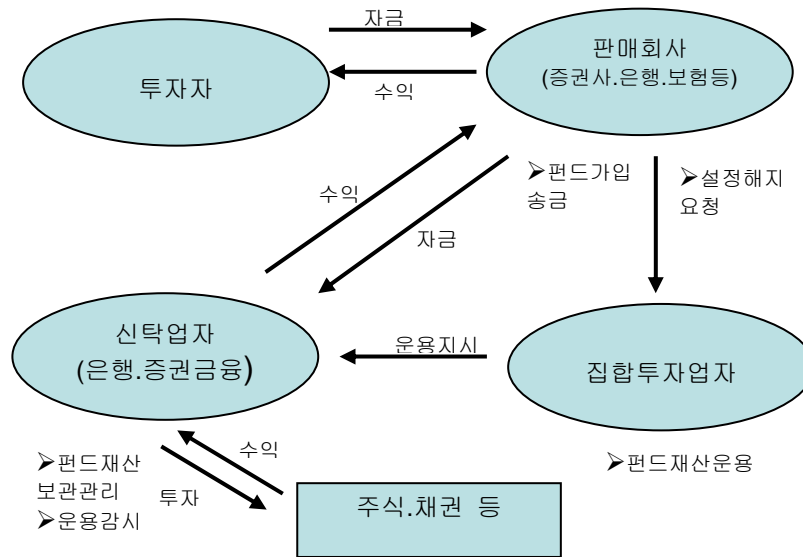 자금
투자자
판매회사
(증권사.은행.보험등)
수익
수익
자금
➢펀드가입
송금
➢설정해지
요청
신탁업자
(은행.증권금융)
운용지시
집합투자업자
➢펀드재산
보관관리
➢운용감시
수익
투자
➢펀드재산운용
주식.채권 등